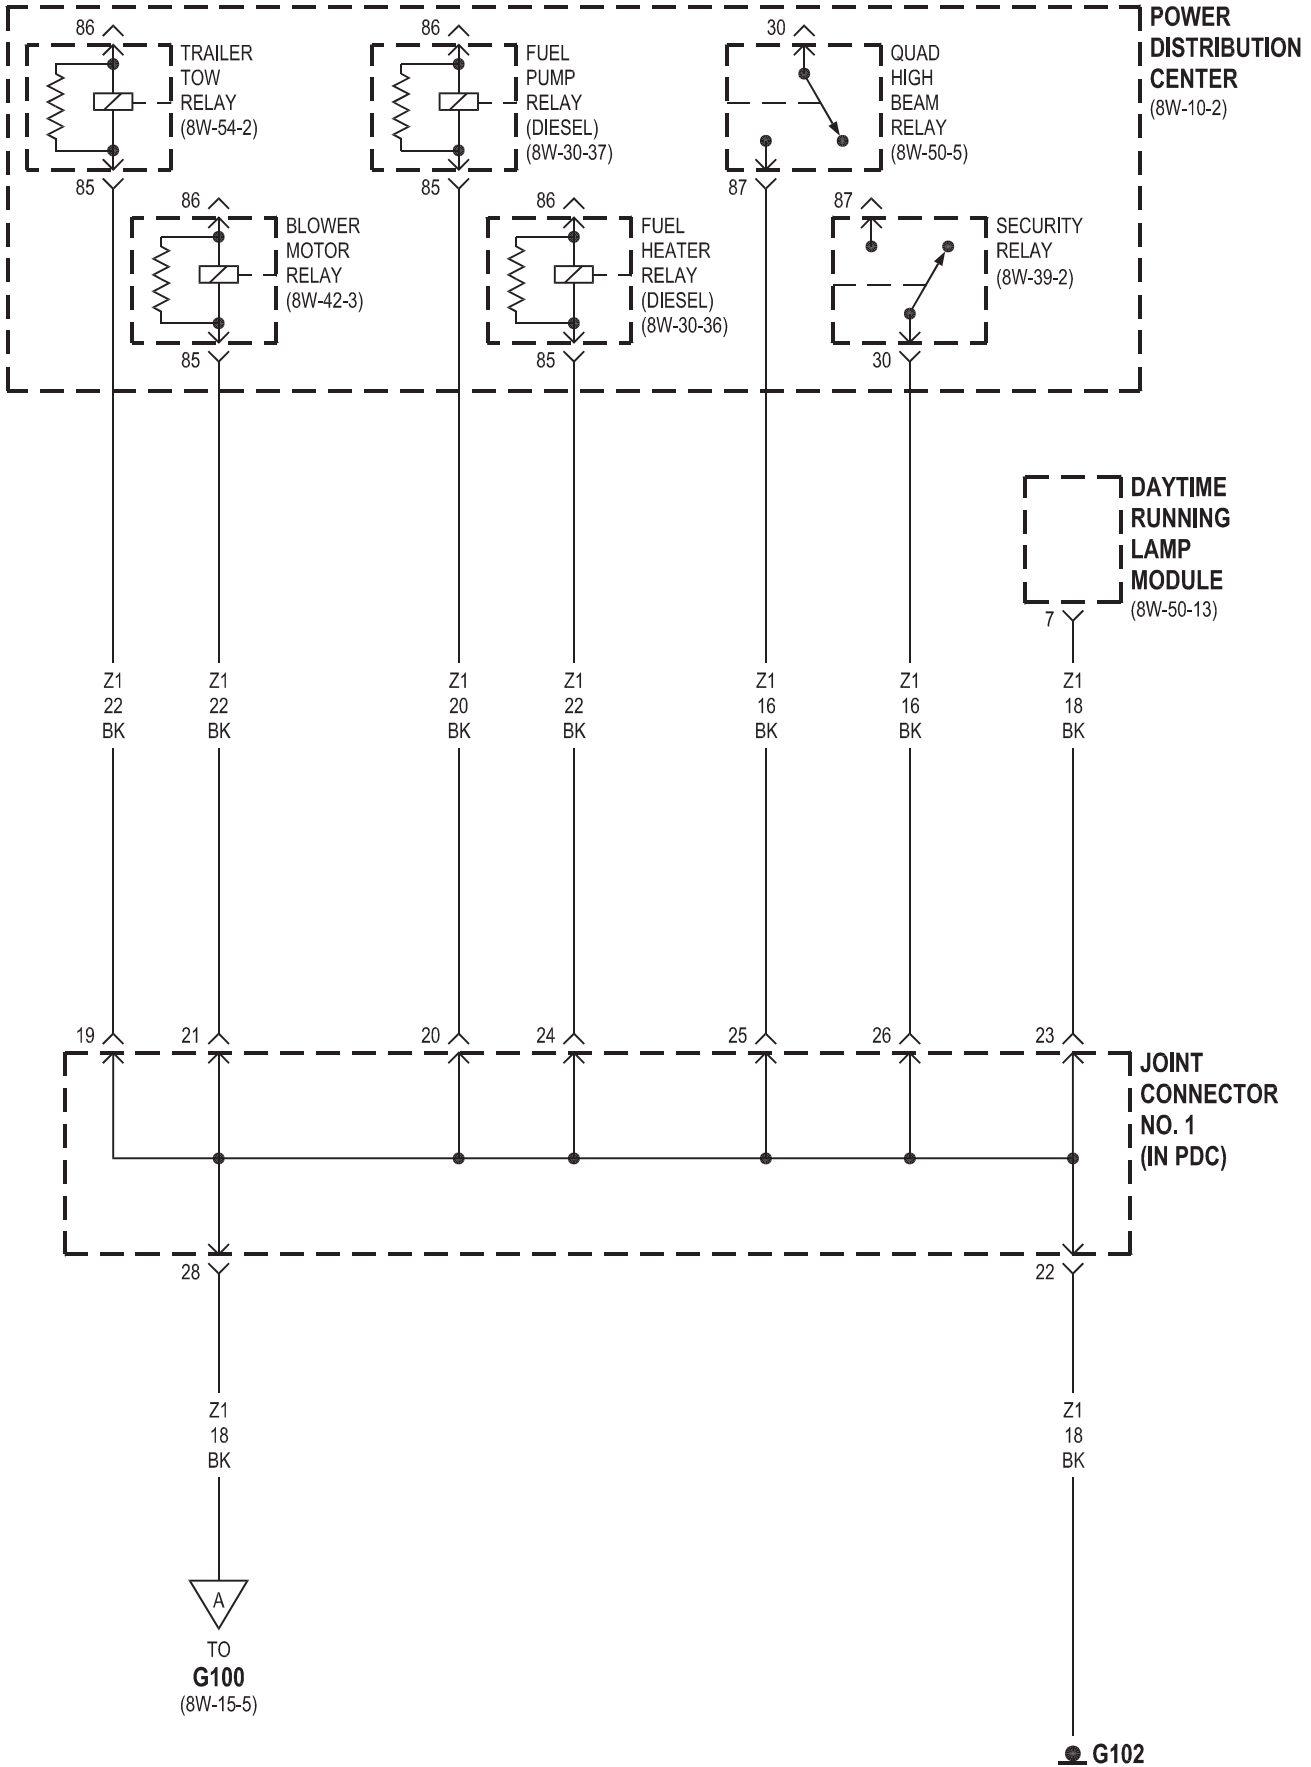 POWER
DISTRIBUTION
CENTER
(8W-10-2)
86
TRAILER
TOW
RELAY
(8W-54-2)
85
86
FUEL
PUMP
RELAY
(DIESEL)
(8W-30-37)
85
30
QUAD
HIGH
BEAM
RELAY
(8W-50-5)
87
86
BLOWER
MOTOR
RELAY
(8W-42-3)
85
86
FUEL
HEATER
RELAY
(DIESEL)
(8W-30-36)
85
87
SECURITY
RELAY
(8W-39-2)
30
DAYTIME
RUNNING
LAMP
MODULE
(8W-50-13)
7
Z1
22
BK
Z1
22
BK
Z1
20
BK
Z1
22
BK
Z1
16
BK
Z1
16
BK
Z1
18
BK
19
21
20
24
25
26
23
JOINT
CONNECTOR
NO. 1
(IN PDC)
28
22
Z1
18
BK
Z1
18
BK
A
TO
G100
(8W-15-5)
G102